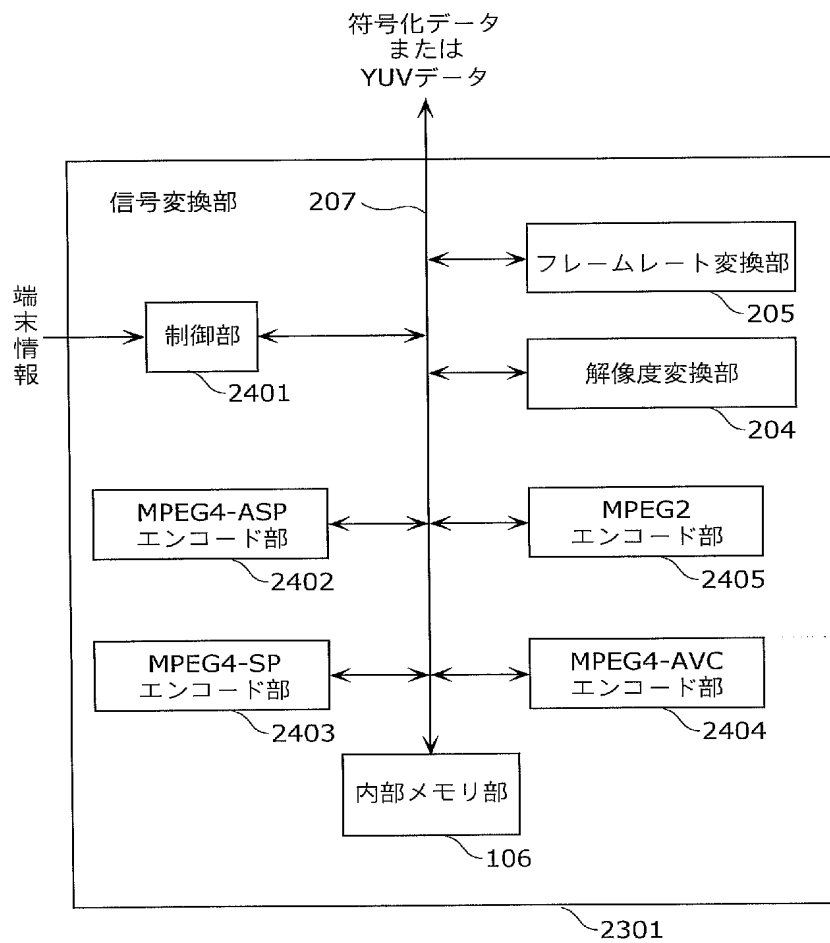 符号化データ
または
YUVデータ
信号変換部
207
フレームレート変換部
205
端末情報
制御部
2401
解像度変換部
204
MPEG4-ASP
エンコード部
2402
MPEG2
エンコード部
2405
MPEG4-SP
エンコード部
2403
MPEG4-AVC
エンコード部
2404
内部メモリ部
106
2301